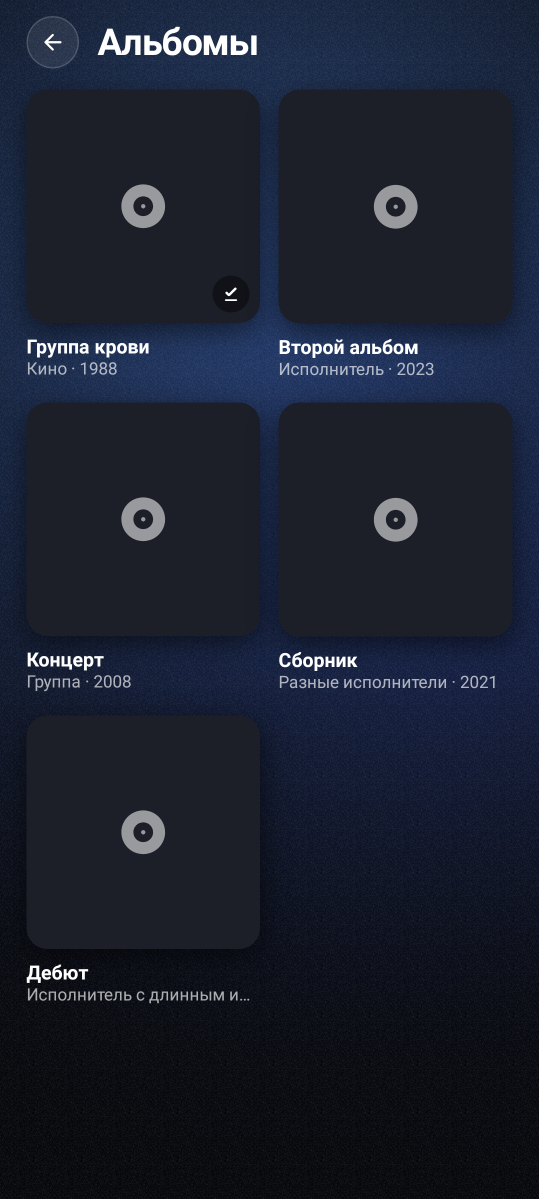 Альбомы
Группа крови
Кино · 1988
Второй альбом
Исполнитель · 2023
Концерт
Группа · 2008
Сборник
Разные исполнители · 2021
Дебют
Исполнитель с длинным и…